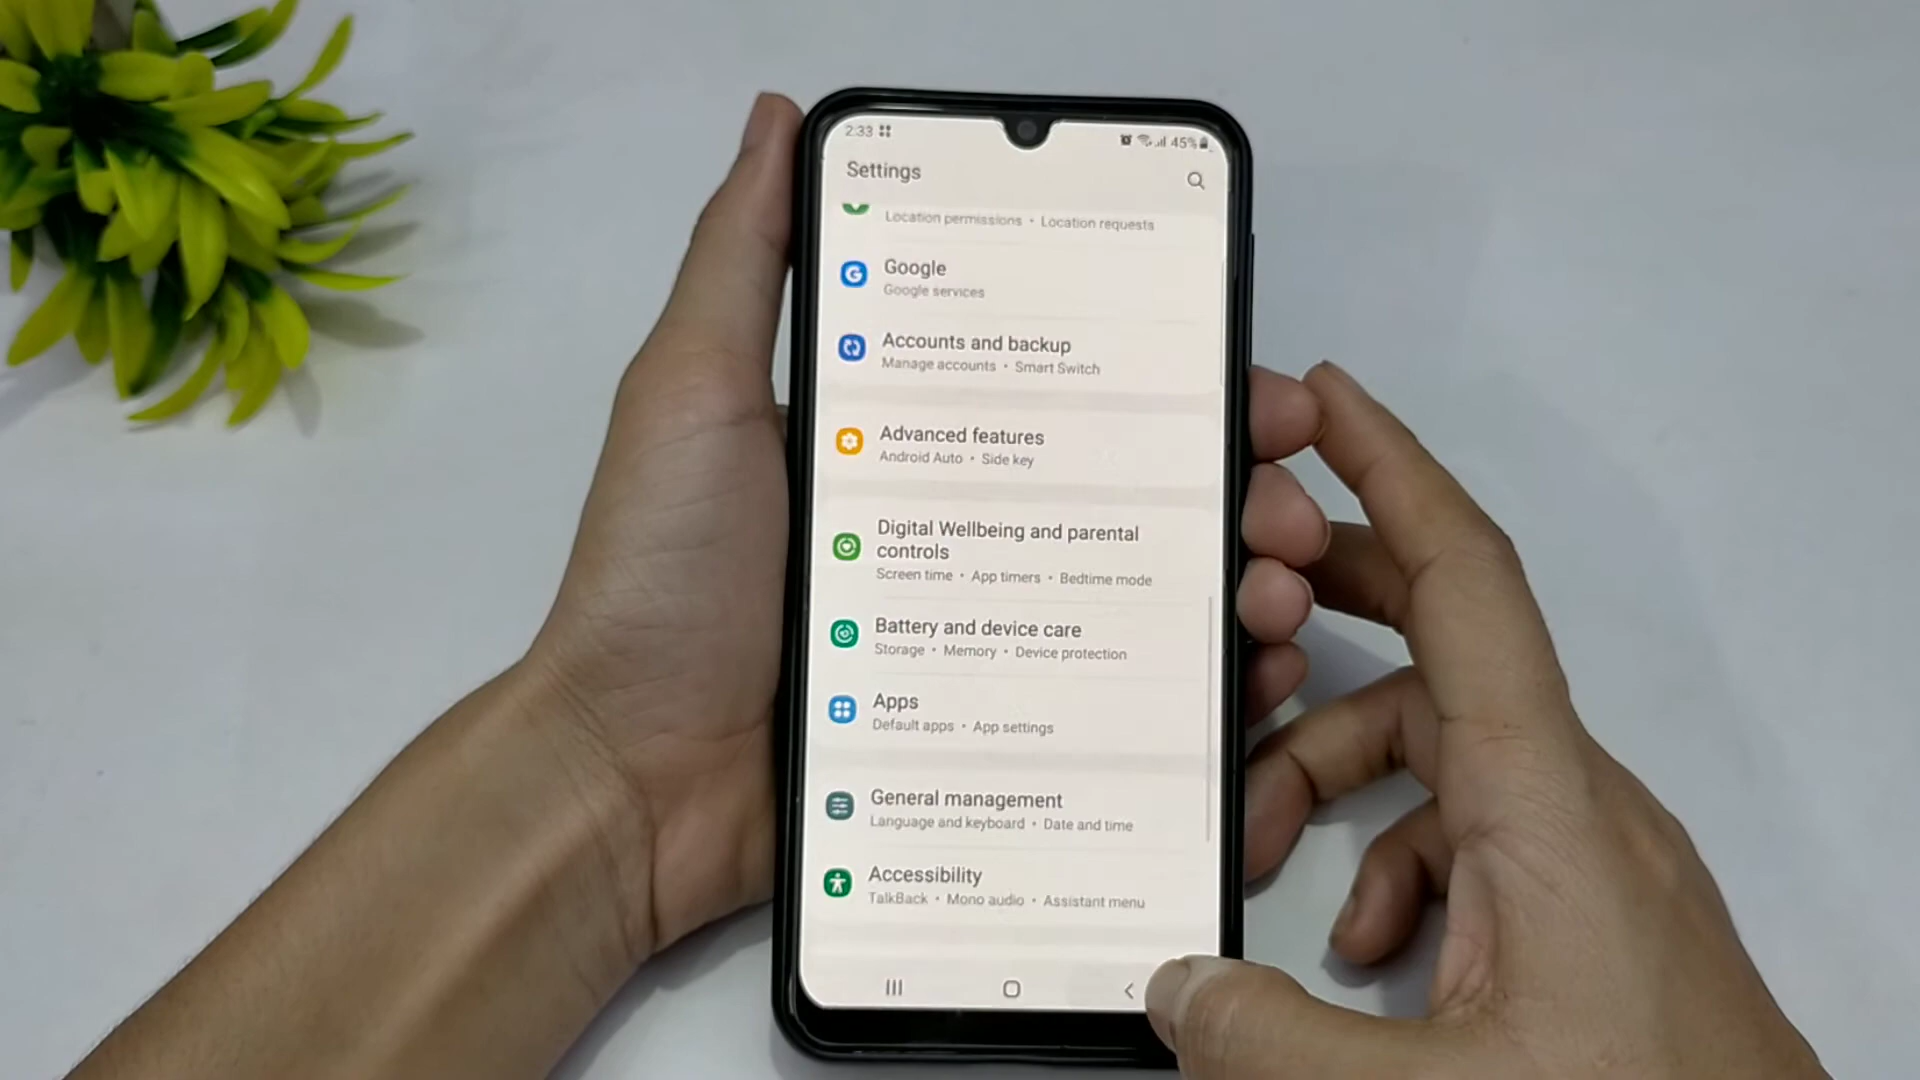 2:33
45%
Settings
Location permissions • Location requests
Google
Google services
Accounts and backup
Manage accounts • Smart Switch
Advanced features
Android Auto • Side key
Digital Wellbeing and parental
controls
Screen time • App timers • Bedtime mode
Battery and device care
Storage • Memory • Device protection
Apps
Default apps • App settings
General management
Language and keyboard • Date and time
Accessibility
TalkBack • Mono audio • Assistant menu